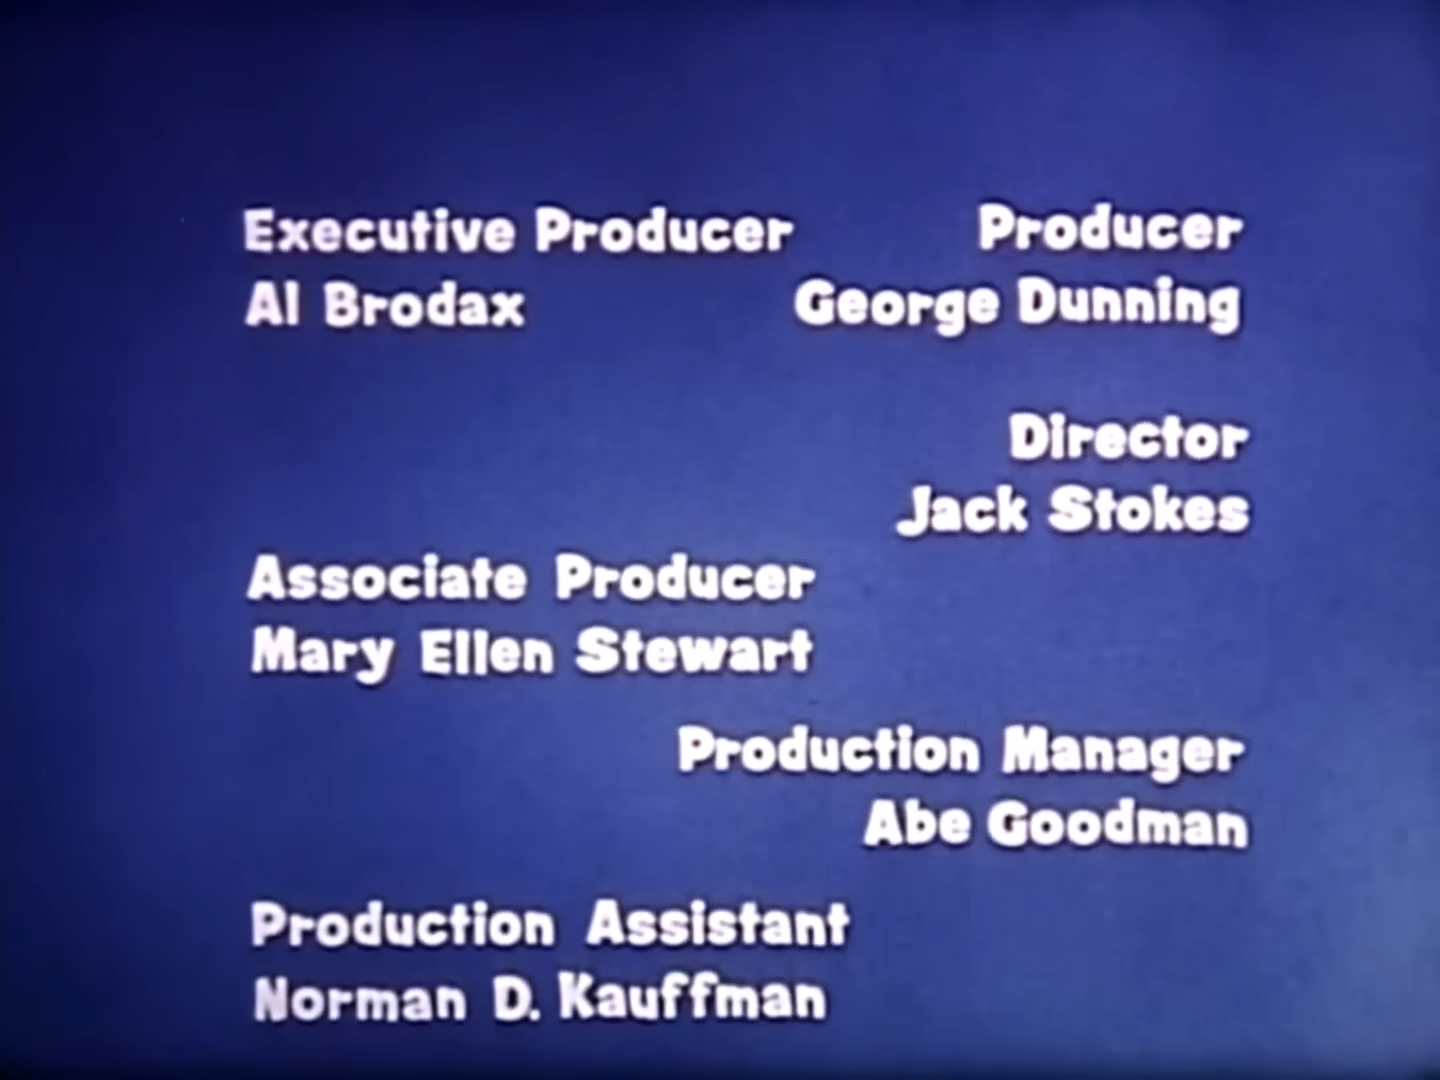 Executive Producer
Al Brodax
Producer
George Dunning
Director
Jack Stokes
Associate Producer
Mary Ellen Stewart
Production Manager
Abe Goodman
Production Assistant
Norman D. Kauffman